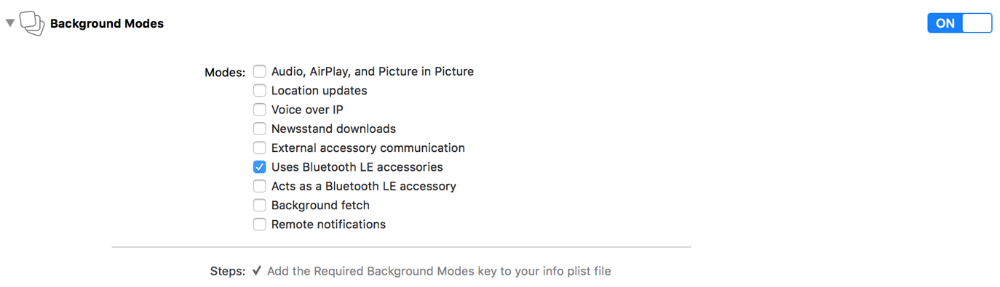 Background Modes
ON
Modes: Audio, AirPlay, and Picture in Picture
Location updates
Voice over IP
Newsstand downloads
External accessory communication
Uses Bluetooth LE accessories
Acts as a Bluetooth LE accessory
Background fetch
Remote notifications
Steps: ✓ Add the Required Background Modes key to your info plist file